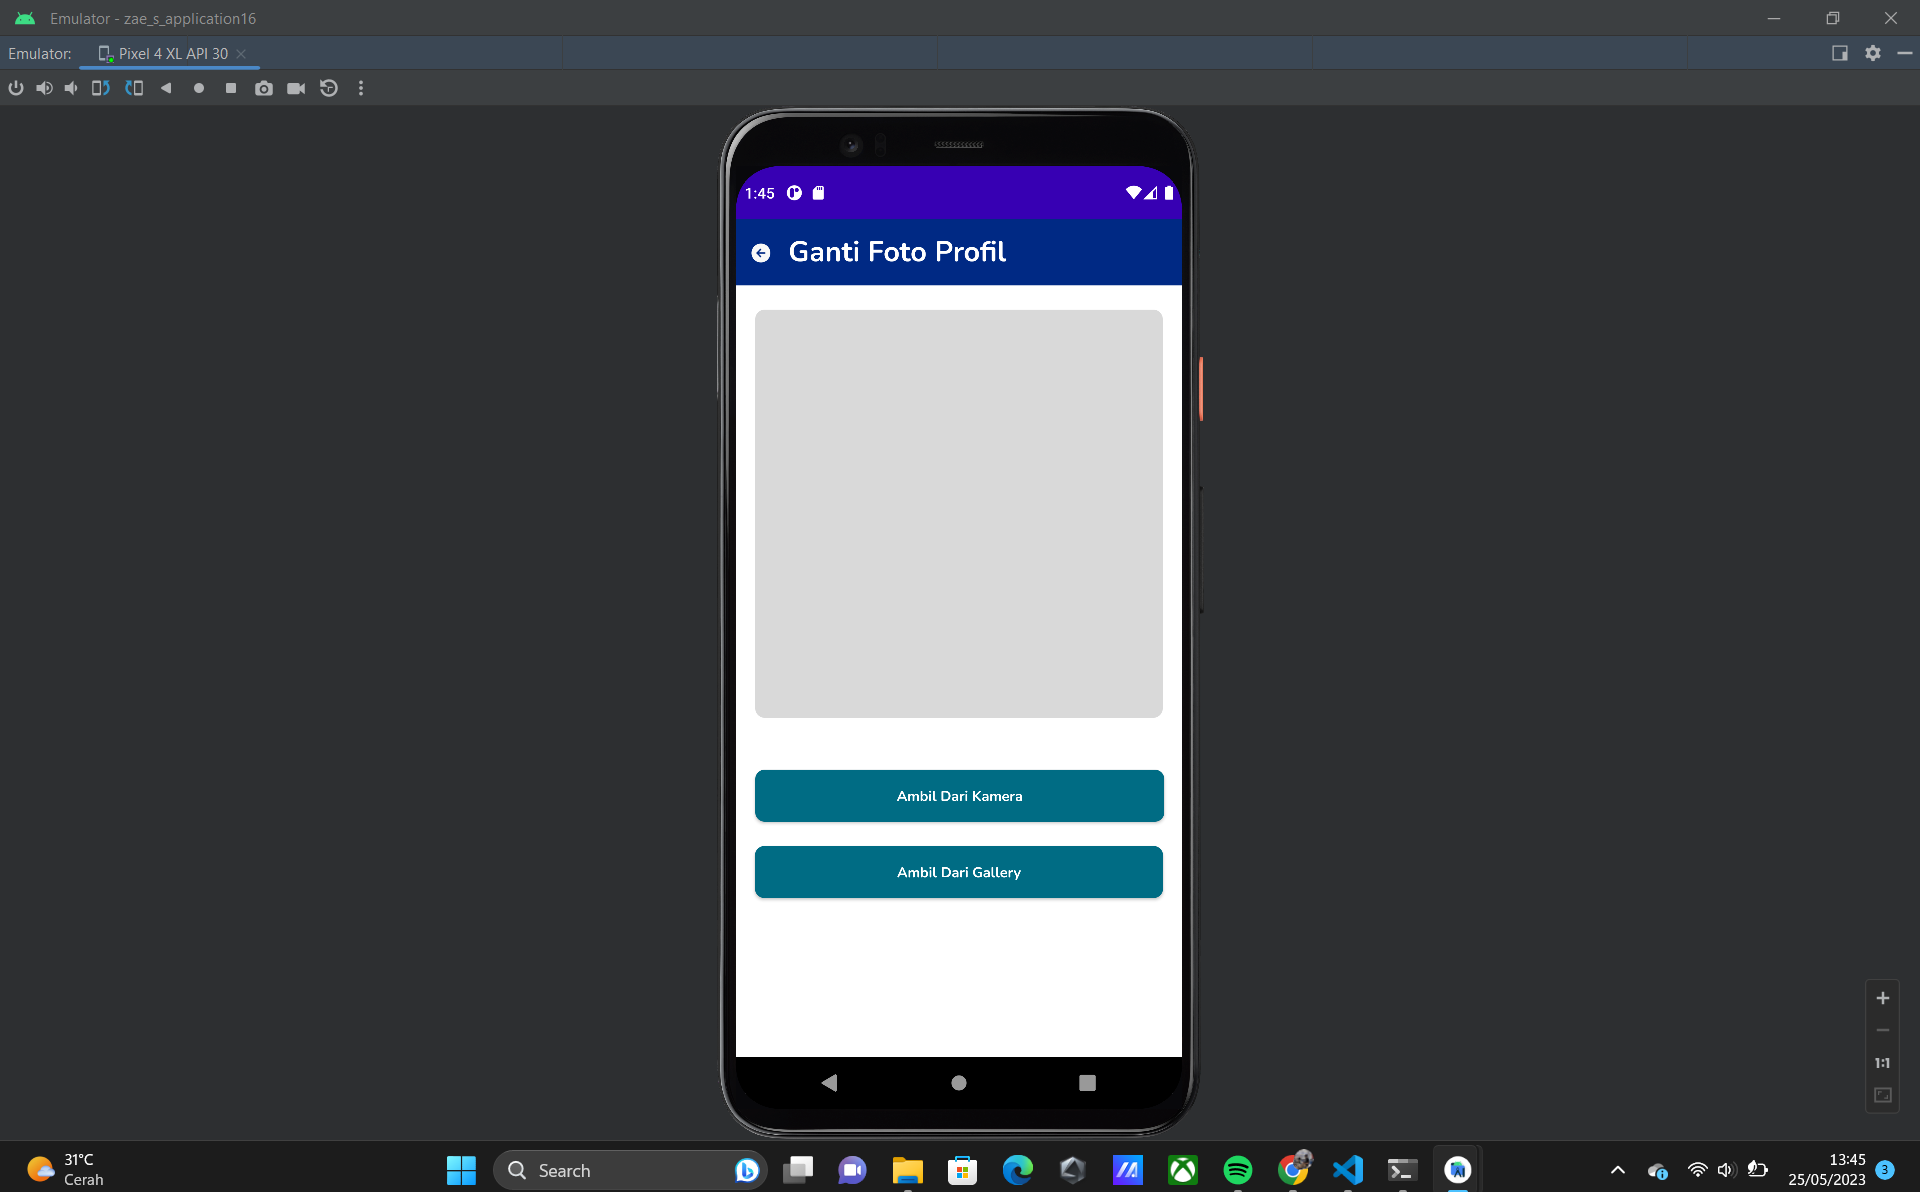 Emulator - zae_s_application16
Emulator:
Pixel 4 XL API 30
1:45
Ganti Foto Profil
Ambil Dari Kamera
Ambil Dari Gallery
1:1
31°C
Cerah
Search
13:45
25/05/2023
3